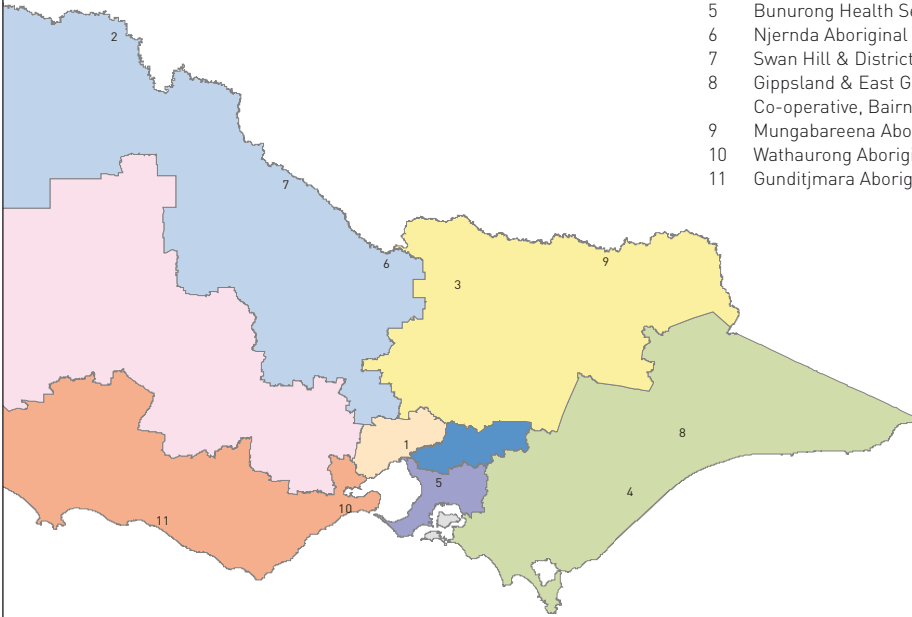 5 Bunurong Health Se
6 Njernda Aboriginal
7 Swan Hill & District
8 Gippsland & East G
Co-operative, Bairn
9 Mungabareena Abo
10 Wathaurong Aborigi
11 Gunditjmara Aborig
2
7
6
3
9
1
8
5
4
10
11